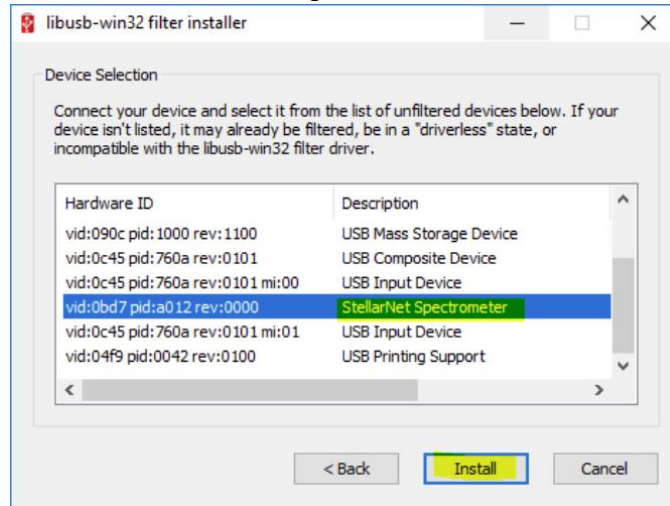 libusb-win32 filter installer
Device Selection
Connect your device and select it from the list of unfiltered devices below. If your
device isn't listed, it may already be filtered, be in a "driverless" state, or
incompatible with the libusb-win32 filter driver.
Hardware ID Description
vid:090c pid:1000 rev:1100 USB Mass Storage Device
vid:0c45 pid:760a rev:0101 USB Composite Device
vid:0c45 pid:760a rev:0101 mi:00 USB Input Device
vid:0bd7 pid:a012 rev:0000 StellarNet Spectrometer
vid:0c45 pid:760a rev:0101 mi:01 USB Input Device
vid:04f9 pid:0042 rev:0100 USB Printing Support
< Back Install Cancel